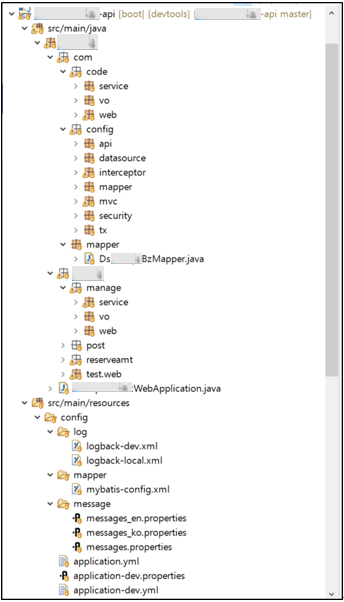 -api [boot] [devtools] [ -api master]
src/main/java
com
code
service
vo
web
config
api
datasource
interceptor
mapper
mvc
security
tx
mapper
Ds BzMapper.java
manage
service
vo
web
post
reserveamt
test.web
WebApplication.java
src/main/resources
config
log
logback-dev.xml
logback-local.xml
mapper
mybatis-config.xml
message
messages_en.properties
messages_ko.properties
messages.properties
application.yml
application-dev.properties
application-dev.yml